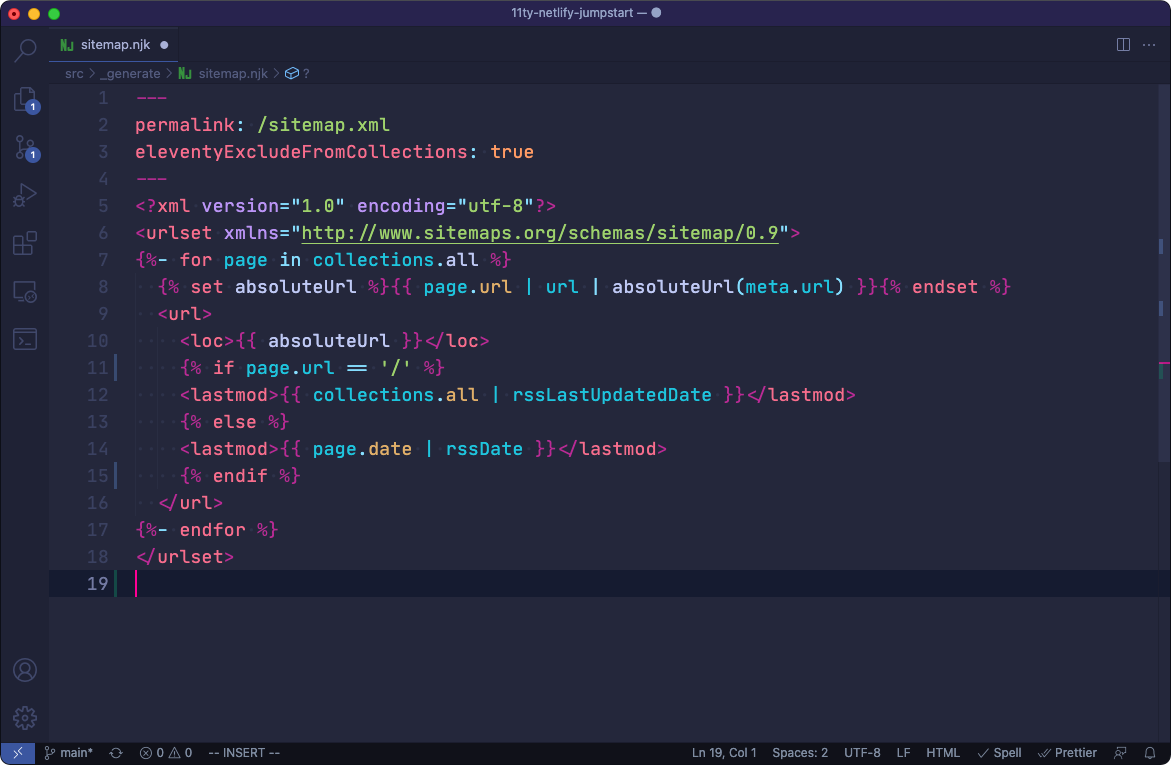 11ty-netlify-jumpstart — ●
NJ sitemap.njk ●
src > _generate > NJ sitemap.njk > ?
1
1
1 ---
2 permalink: /sitemap.xml
3 eleventyExcludeFromCollections: true
4 ---
5 <?xml version="1.0" encoding="utf-8"?>
6 <urlset xmlns="http://www.sitemaps.org/schemas/sitemap/0.9">
7 {%- for page in collections.all %}
8   {% set absoluteUrl %}{{ page.url | url | absoluteUrl(meta.url) }}{% endset %}
9   <url>
10     <loc>{{ absoluteUrl }}</loc>
11     {% if page.url == '/' %}
12     <lastmod>{{ collections.all | rssLastUpdatedDate }}</lastmod>
13     {% else %}
14     <lastmod>{{ page.date | rssDate }}</lastmod>
15     {% endif %}
16   </url>
17 {%- endfor %}
18 </urlset>
19
main* 0 0 -- INSERT -- Ln 19, Col 1 Spaces: 2 UTF-8 LF HTML Spell Prettier